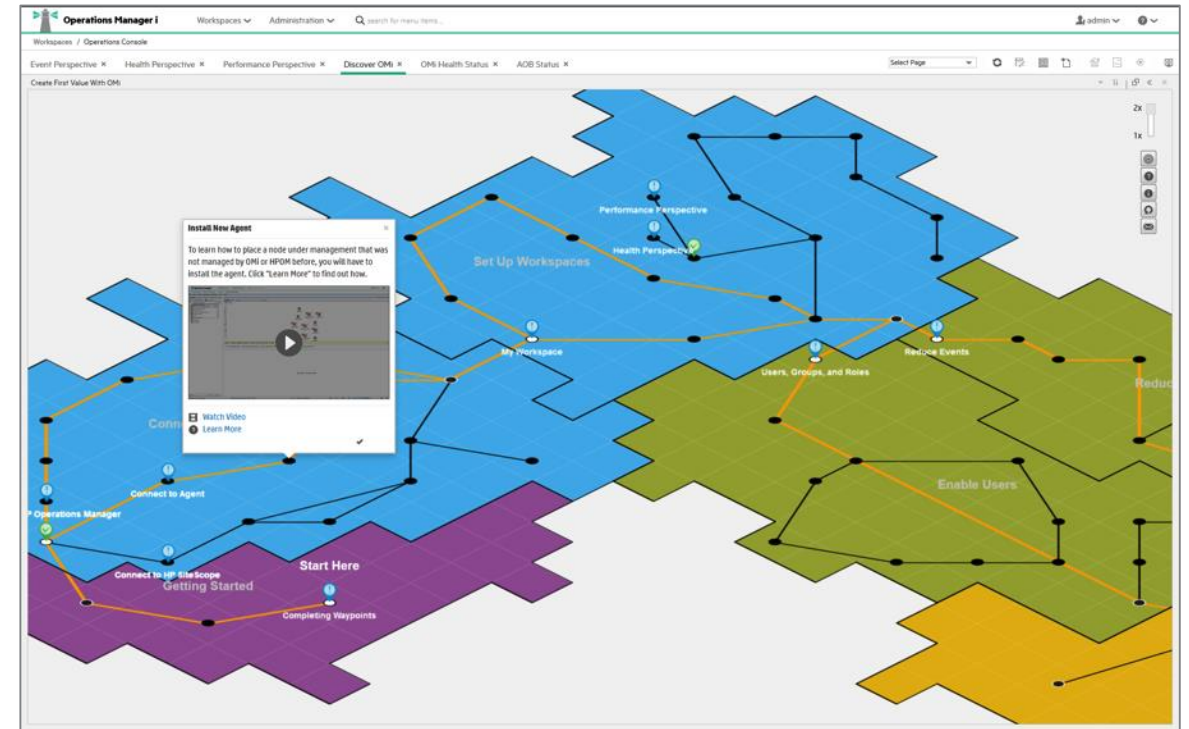 Operations Manager i
Workspaces
Administration
search for menu items ...
admin
Workspaces / Operations Console
Event Perspective ×
Health Perspective ×
Performance Perspective ×
Discover OMi ×
OMi Health Status ×
AOB Status ×
Select Page
Create First Value With OMi
2x
1x
Performance Perspective
Health Perspective
Set Up Workspaces
My Workspace
Users, Groups, and Roles
Reduce Events
Reduc
Install New Agent
To learn how to place a node under management that was
not managed by OMi or HPOM before, you will have to
install the agent. Click "Learn More" to find out how.
Watch Video
Learn More
Conn
Connect to Agent
P Operations Manager
Enable Users
Connect to HP SiteScope
Getting Started
Start Here
Completing Waypoints